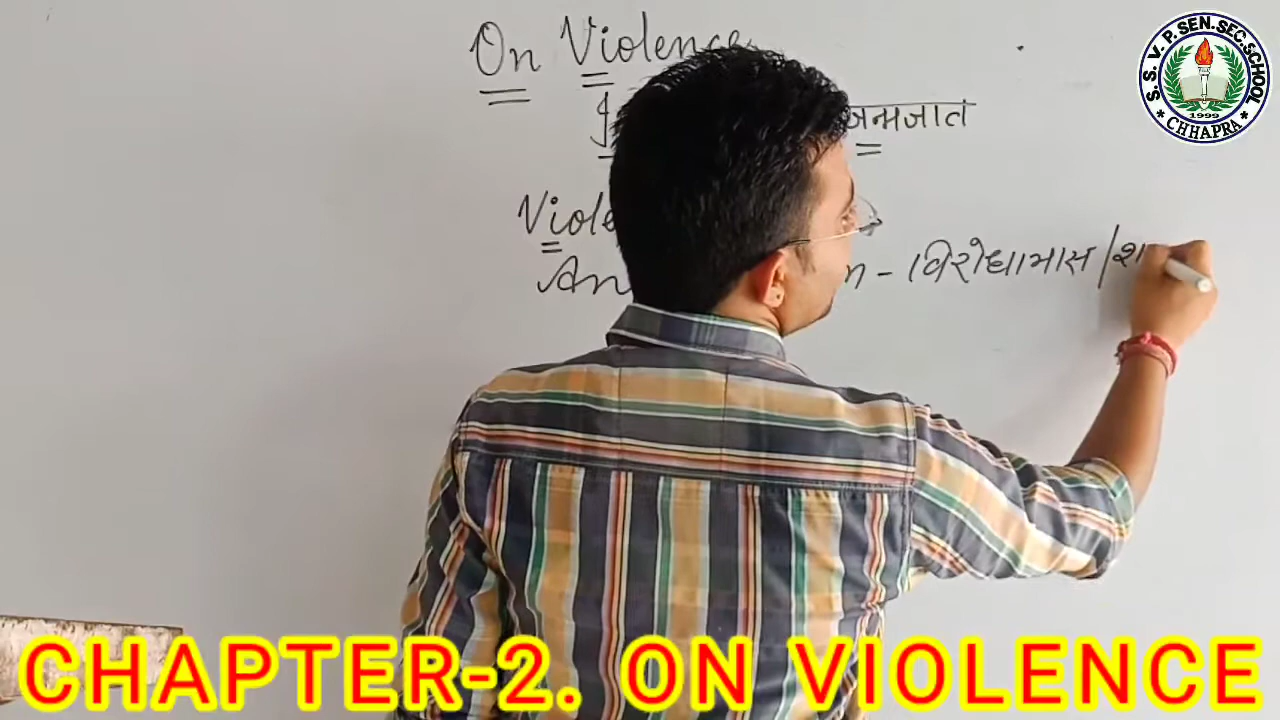 On Violence
जन्मजात
Viole
An n - विरोधाभास / श
S. S. V. P. SEN. SEC. SCHOOL
1999
CHHAPRA
CHAPTER-2. ON VIOLENCE